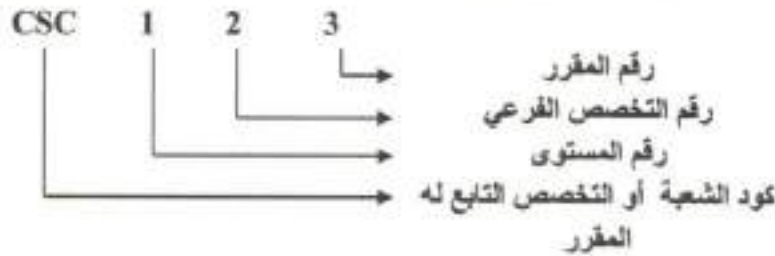 CSC 1 2 3
رقم المقرر
رقم التخصص الفرعي
رقم المستوى
كود الشعبة أو التخصص التابع له
المقرر